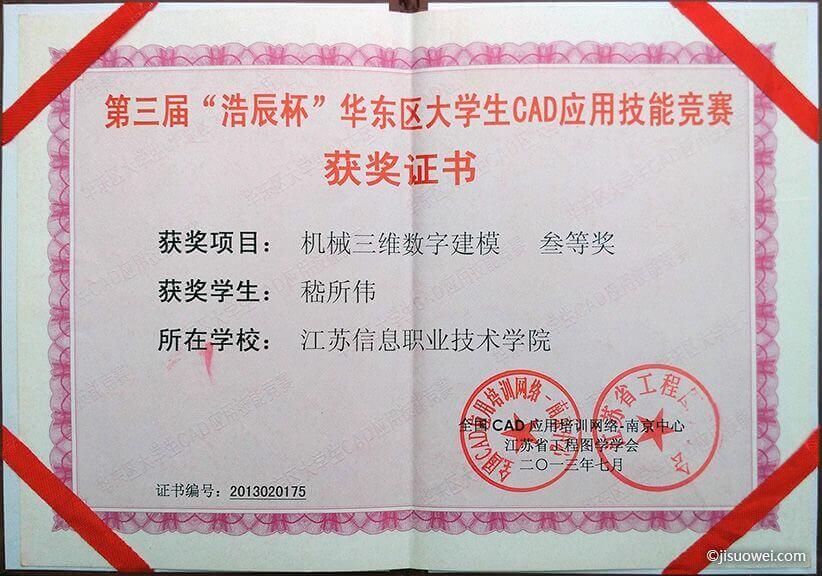 第三届“浩辰杯”华东区大学生CAD应用技能竞赛
获奖证书
获奖项目： 机械三维数字建模 叁等奖
获奖学生： 嵇所伟
所在学校： 江苏信息职业技术学院
全国CAD应用培训网络-南京中心
江苏省工程图学学会
二〇一三年七月
全国CAD应用培训网络-南京中心
江苏省工程
证书编号：2013020175
©jisuowei.com